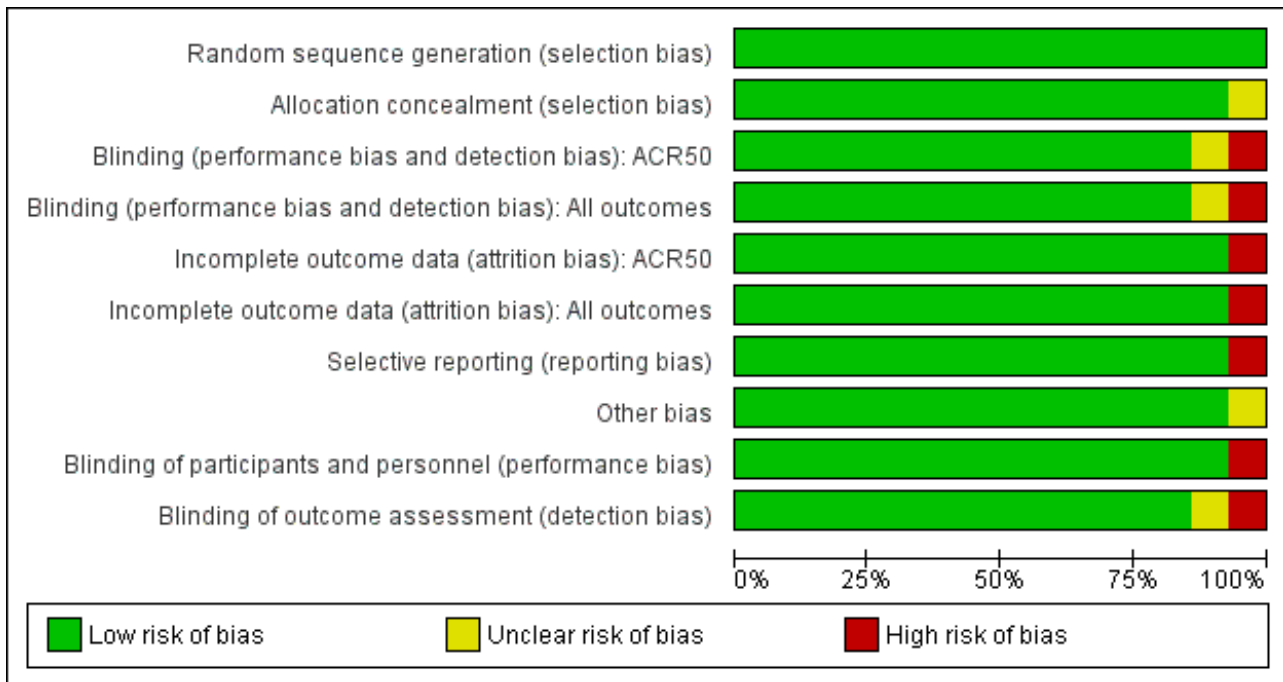 Random sequence generation (selection bias)
Allocation concealment (selection bias)
Blinding (performance bias and detection bias): ACR50
Blinding (performance bias and detection bias): All outcomes
Incomplete outcome data (attrition bias): ACR50
Incomplete outcome data (attrition bias): All outcomes
Selective reporting (reporting bias)
Other bias
Blinding of participants and personnel (performance bias)
Blinding of outcome assessment (detection bias)
0% 25% 50% 75% 100%
Low risk of bias Unclear risk of bias High risk of bias